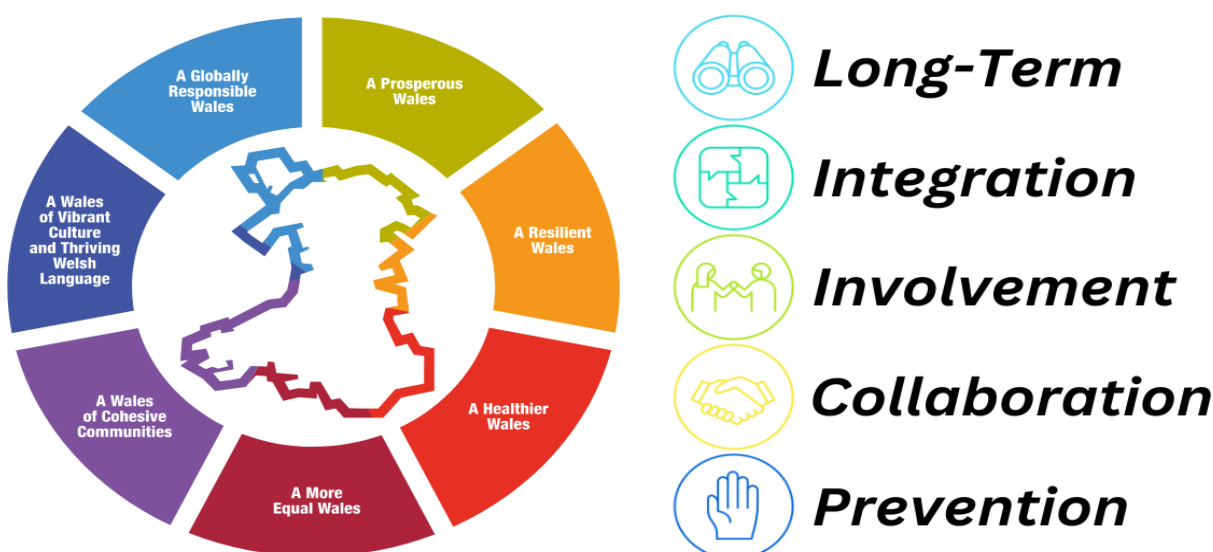 A Globally
Responsible
Wales
A Prosperous
Wales
A Resilient
Wales
A Healthier
Wales
A More
Equal Wales
A Wales
of Cohesive
Communities
A Wales
of Vibrant
Culture
and Thriving
Welsh
Language
Long-Term
Integration
Involvement
Collaboration
Prevention